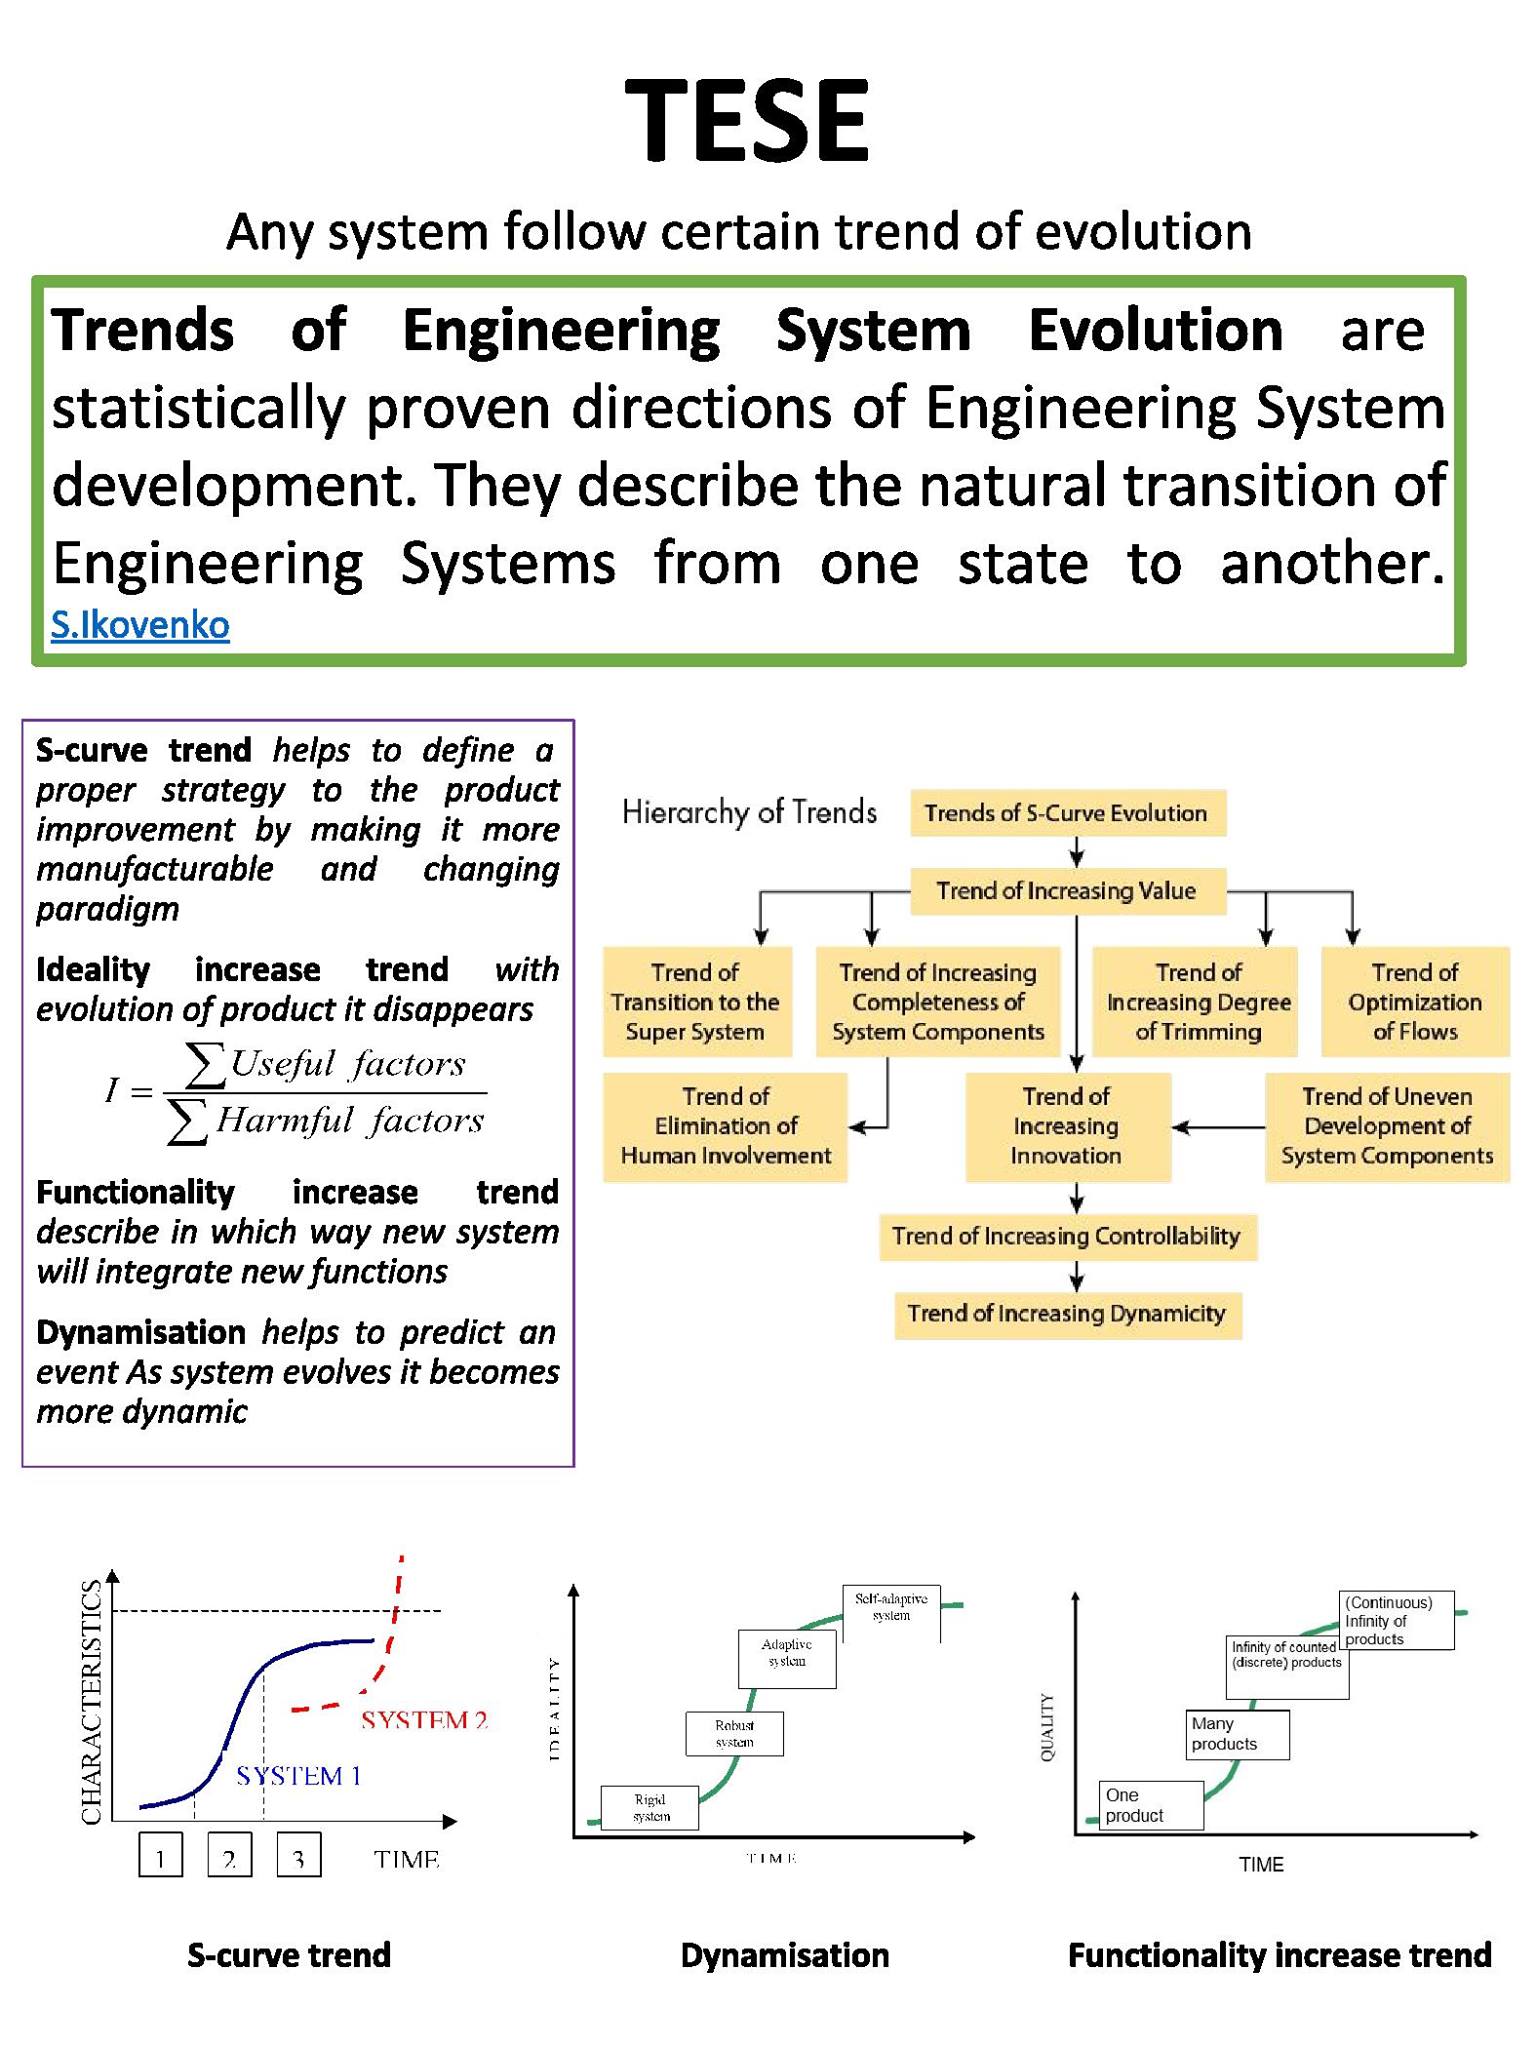 TESE
Any system follow certain trend of evolution
Trends of Engineering System Evolution are
statistically proven directions of Engineering System
development. They describe the natural transition of
Engineering Systems from one state to another.
S.Ikovenko
S-curve trend helps to define a
proper strategy to the product
improvement by making it more
manufacturable and changing
paradigm
Ideality increase trend with
evolution of product it disappears
I = ∑ Useful factors
∑ Harmful factors
Functionality increase trend
describe in which way new system
will integrate new functions
Dynamisation helps to predict an
event As system evolves it becomes
more dynamic
Hierarchy of Trends
Trends of S-Curve Evolution
Trend of Increasing Value
Trend of
Transition to the
Super System
Trend of Increasing
Completeness of
System Components
Trend of
Increasing Degree
of Trimming
Trend of
Optimization
of Flows
Trend of
Elimination of
Human Involvement
Trend of
Increasing
Innovation
Trend of Uneven
Development of
System Components
Trend of Increasing Controllability
Trend of Increasing Dynamicity
CHARACTERISTICS
SYSTEM 2
SYSTEM 1
1
2
3
TIME
S-curve trend
IDEALITY
Self-adaptive
system
Adaptive
system
Robust
system
Rigid
system
TIME
Dynamisation
QUALITY
(Continuous)
Infinity of
products
Infinity of counted
(discrete) products
Many
products
One
product
TIME
Functionality increase trend